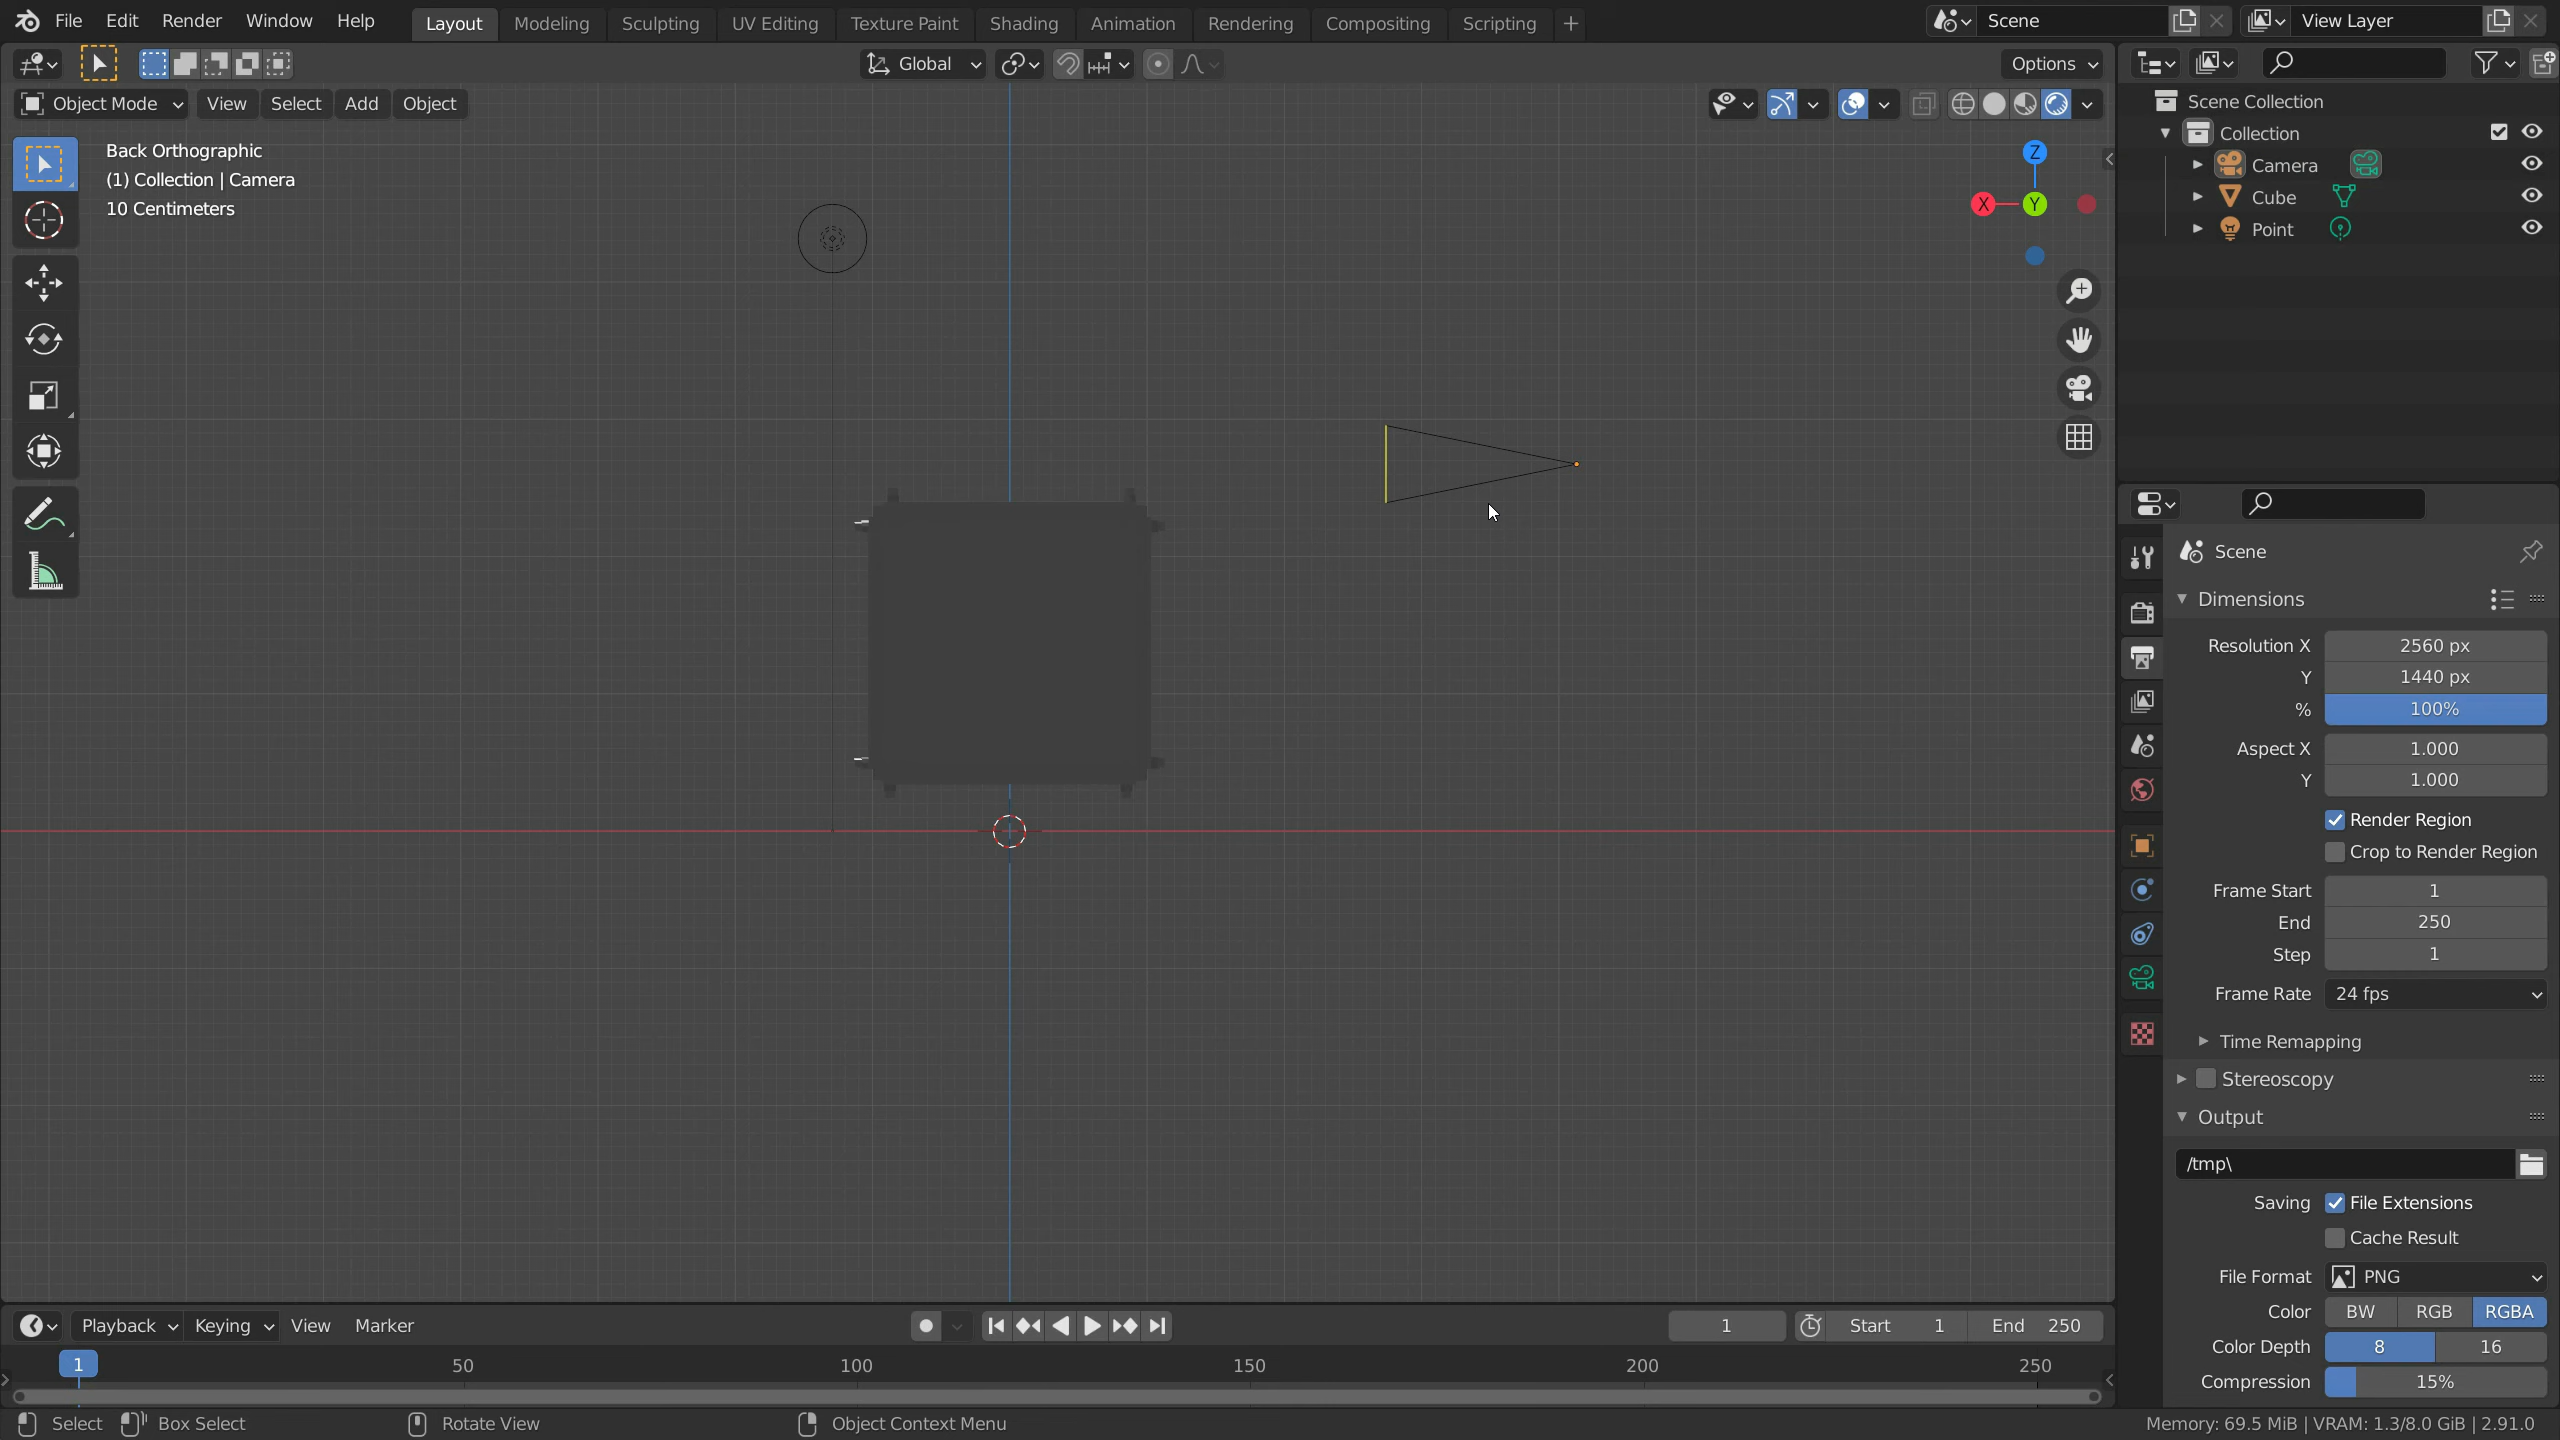 File Edit Render Window Help Layout Modeling Sculpting UV Editing Texture Paint Shading Animation Rendering Compositing Scripting + Scene View Layer
Global Options
Object Mode View Select Add Object
Back Orthographic
(1) Collection | Camera
10 Centimeters
Z
X Y
Scene Collection
Collection
Camera
Cube
Point
Scene
Dimensions
Resolution X 2560 px
Y 1440 px
% 100%
Aspect X 1.000
Y 1.000
Render Region
Crop to Render Region
Frame Start 1
End 250
Step 1
Frame Rate 24 fps
Time Remapping
Stereoscopy
Output
/tmp\
Saving File Extensions
Cache Result
File Format PNG
Color BW RGB RGBA
Color Depth 8 16
Compression 15%
Playback Keying View Marker 1 Start 1 End 250
1 50 100 150 200 250
Select Box Select Rotate View Object Context Menu Memory: 69.5 MiB | VRAM: 1.3/8.0 GiB | 2.91.0